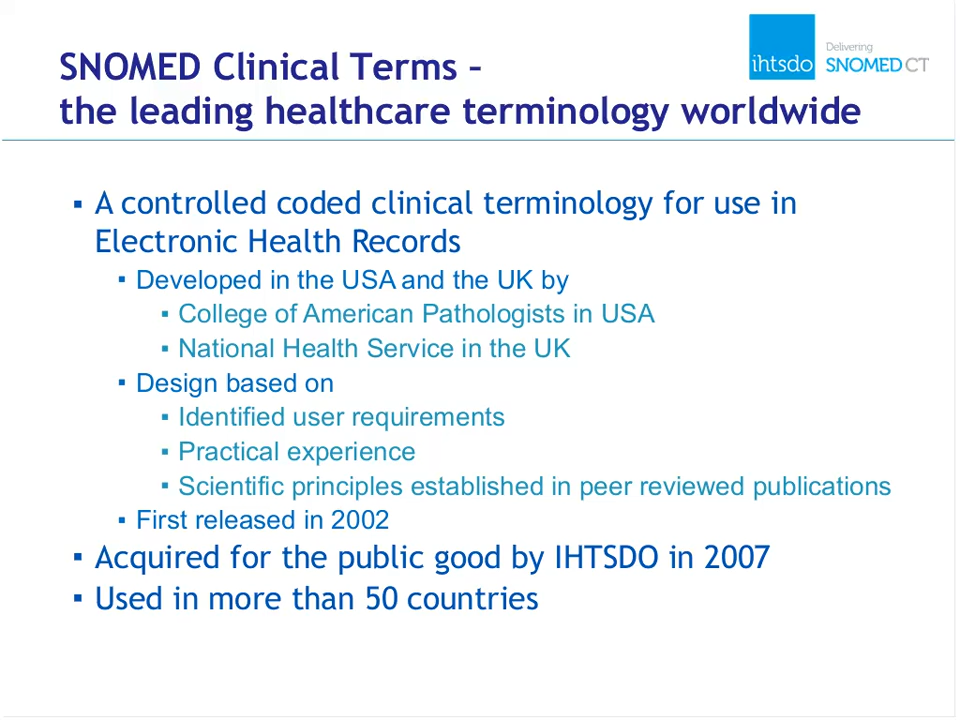 SNOMED Clinical Terms –
the leading healthcare terminology worldwide
ihtsdo
Delivering
SNOMED CT
▪ A controlled coded clinical terminology for use in
Electronic Health Records
▪ Developed in the USA and the UK by
▪ College of American Pathologists in USA
▪ National Health Service in the UK
▪ Design based on
▪ Identified user requirements
▪ Practical experience
▪ Scientific principles established in peer reviewed publications
▪ First released in 2002
▪ Acquired for the public good by IHTSDO in 2007
▪ Used in more than 50 countries